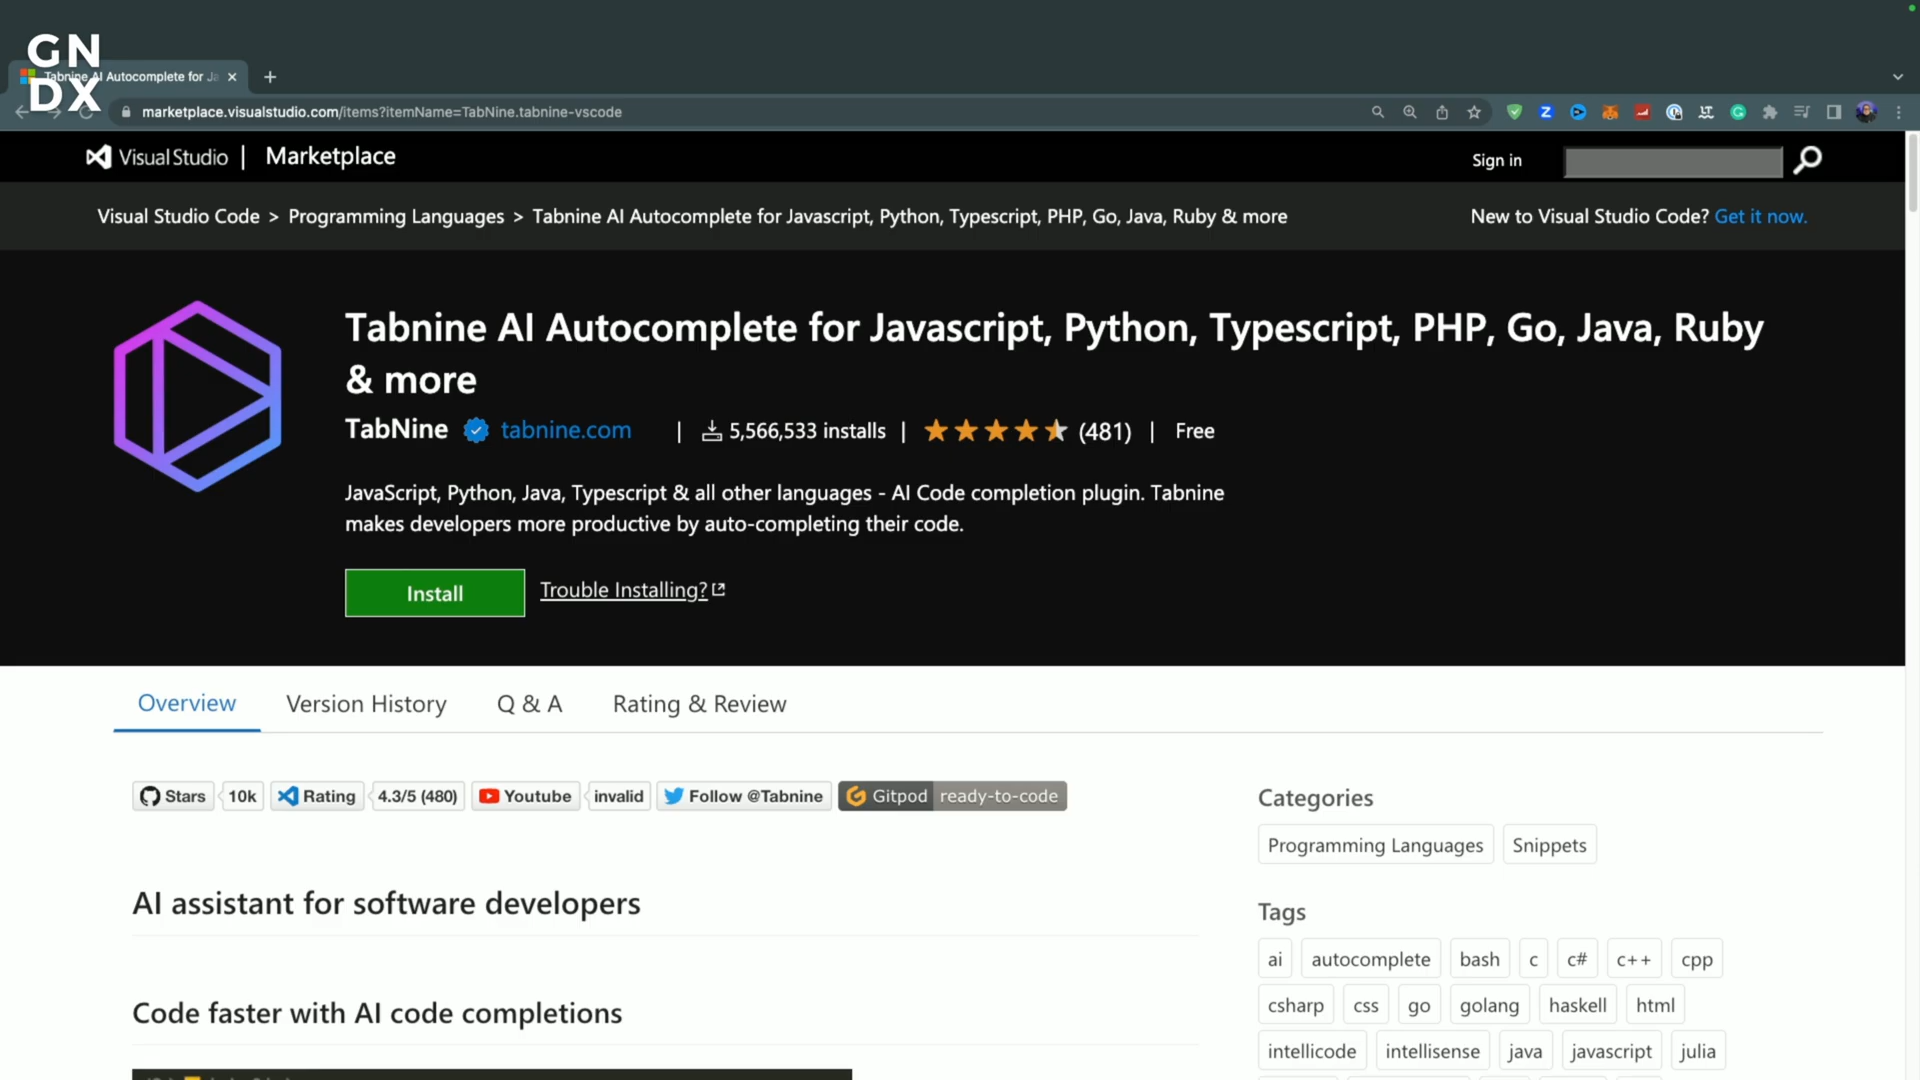 GN
DX
Tabnine AI Autocomplete for Ja
marketplace.visualstudio.com/items?itemName=TabNine.tabnine-vscode
Visual Studio | Marketplace
Sign in
Visual Studio Code > Programming Languages > Tabnine AI Autocomplete for Javascript, Python, Typescript, PHP, Go, Java, Ruby & more
New to Visual Studio Code? Get it now.
Tabnine AI Autocomplete for Javascript, Python, Typescript, PHP, Go, Java, Ruby
& more
TabNine tabnine.com | 5,566,533 installs | (481) | Free
JavaScript, Python, Java, Typescript & all other languages - AI Code completion plugin. Tabnine
makes developers more productive by auto-completing their code.
Install Trouble Installing?
Overview Version History Q & A Rating & Review
Stars 10k Rating 4.3/5 (480) Youtube invalid Follow @Tabnine Gitpod ready-to-code
AI assistant for software developers
Code faster with AI code completions
Categories
Programming Languages Snippets
Tags
ai autocomplete bash c c# c++ cpp
csharp css go golang haskell html
intellicode intellisense java javascript julia